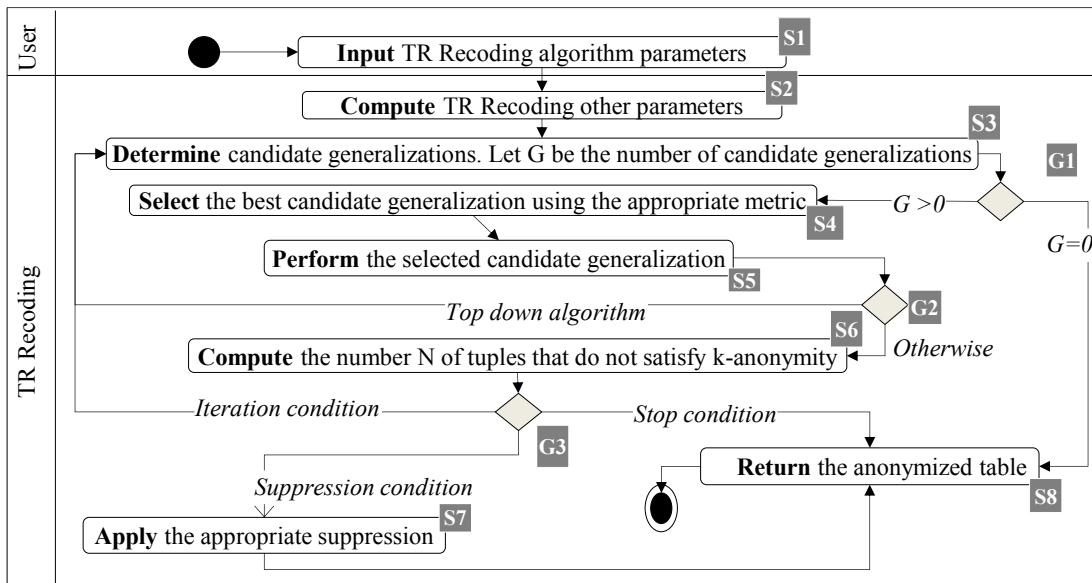 User
S1
Input TR Recoding algorithm parameters
TR Recoding
S2
Compute TR Recoding other parameters
S3
Determine candidate generalizations. Let G be the number of candidate generalizations
G1
Select the best candidate generalization using the appropriate metric
G >0
S4
G=0
Perform the selected candidate generalization
S5
Top down algorithm
G2
S6
Otherwise
Compute the number N of tuples that do not satisfy k-anonymity
Iteration condition
Stop condition
G3
Return the anonymized table
S8
Suppression condition
S7
Apply the appropriate suppression